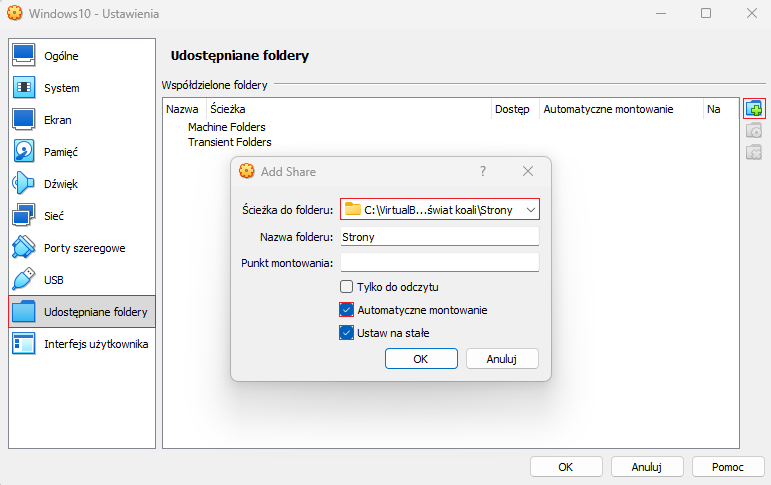 Windows10 - Ustawienia
Ogólne
System
Ekran
Pamięć
Dźwięk
Sieć
Porty szeregowe
USB
Udostępniane foldery
Interfejs użytkownika
Udostępniane foldery
Współdzielone foldery
Nazwa Ścieżka Dostęp Automatyczne montowanie Na
Machine Folders
Transient Folders
Add Share ?
Ścieżka do folderu: C:\VirtualB...świat koali\Strony
Nazwa folderu: Strony
Punkt montowania:
Tylko do odczytu
Automatyczne montowanie
Ustaw na stałe
OK Anuluj
OK Anuluj Pomoc